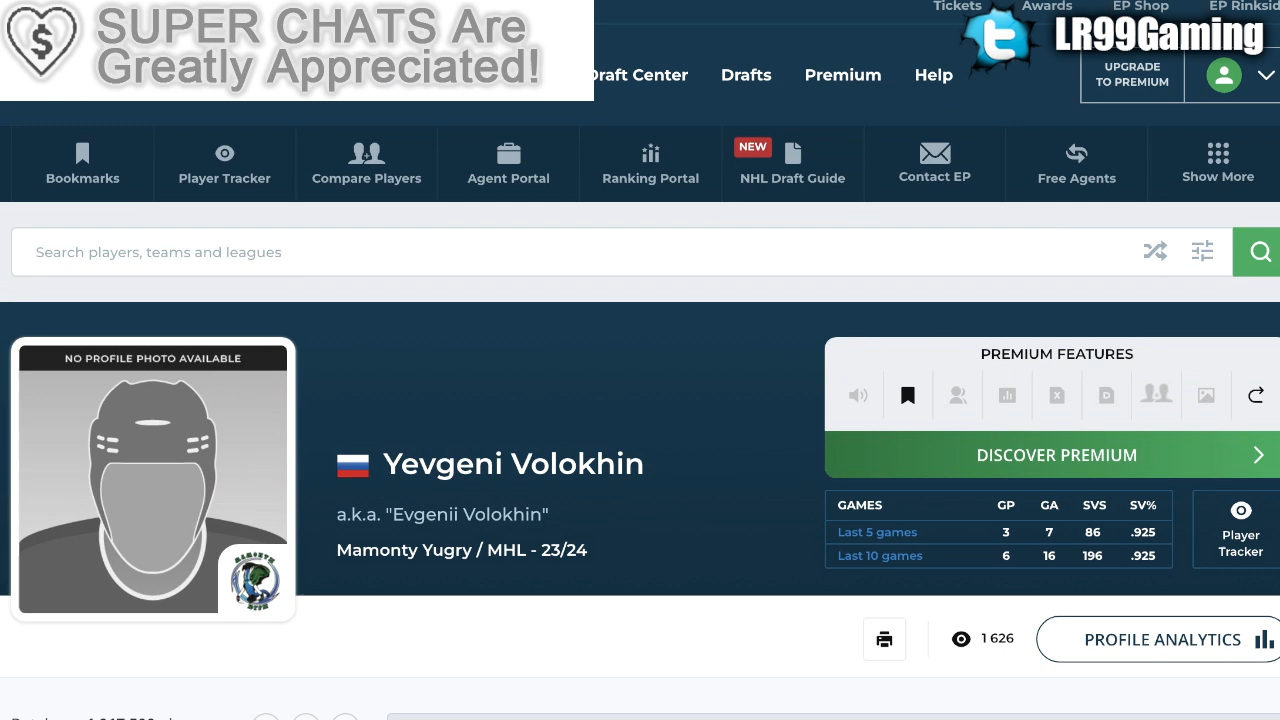 SUPER CHATS Are
Greatly Appreciated!
Tickets
Awards
EP Shop
EP Rinksid
LR99Gaming
Draft Center
Drafts
Premium
Help
UPGRADE
TO PREMIUM
Bookmarks
Player Tracker
Compare Players
Agent Portal
Ranking Portal
NEW
NHL Draft Guide
Contact EP
Free Agents
Show More
Search players, teams and leagues
NO PROFILE PHOTO AVAILABLE
Yevgeni Volokhin
a.k.a. "Evgenii Volokhin"
Mamonty Yugry / MHL - 23/24
PREMIUM FEATURES
DISCOVER PREMIUM
GAMES GP GA SVS SV%
Last 5 games 3 7 86 .925
Last 10 games 6 16 196 .925
Player
Tracker
1 626
PROFILE ANALYTICS